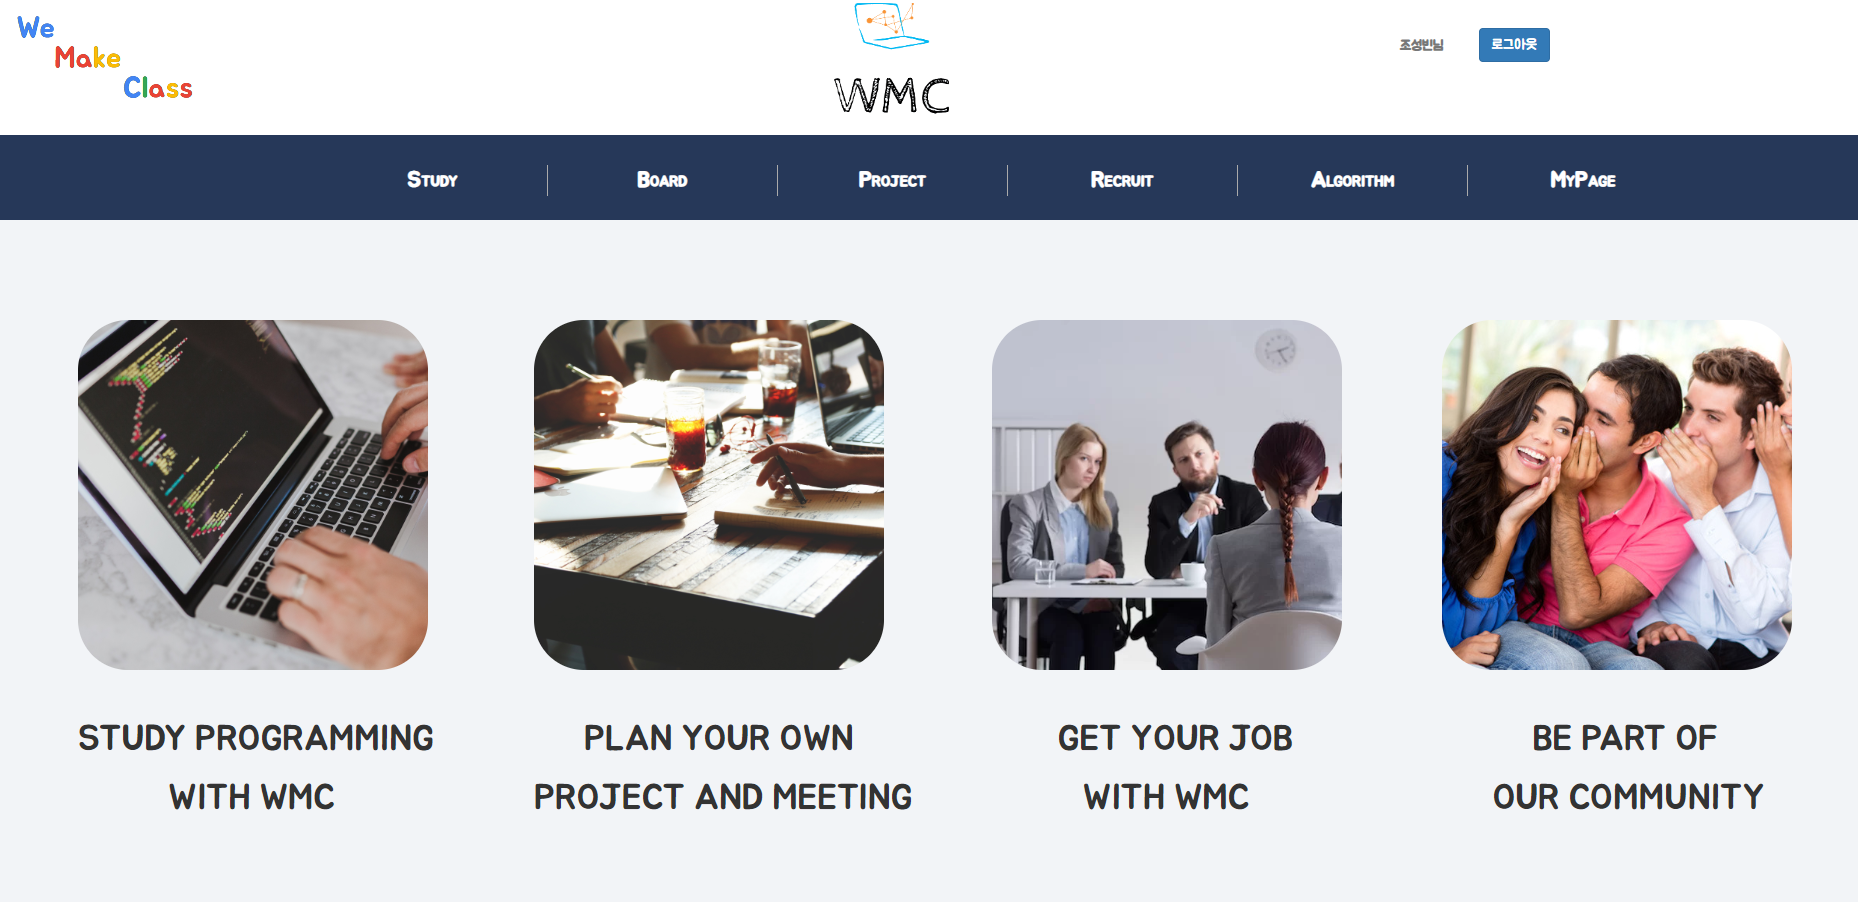 We
Make
Class
WMC
조성빈님
로그아웃
Study
Board
Project
Recruit
Algorithm
MyPage
STUDY PROGRAMMING
WITH WMC
PLAN YOUR OWN
PROJECT AND MEETING
GET YOUR JOB
WITH WMC
BE PART OF
OUR COMMUNITY